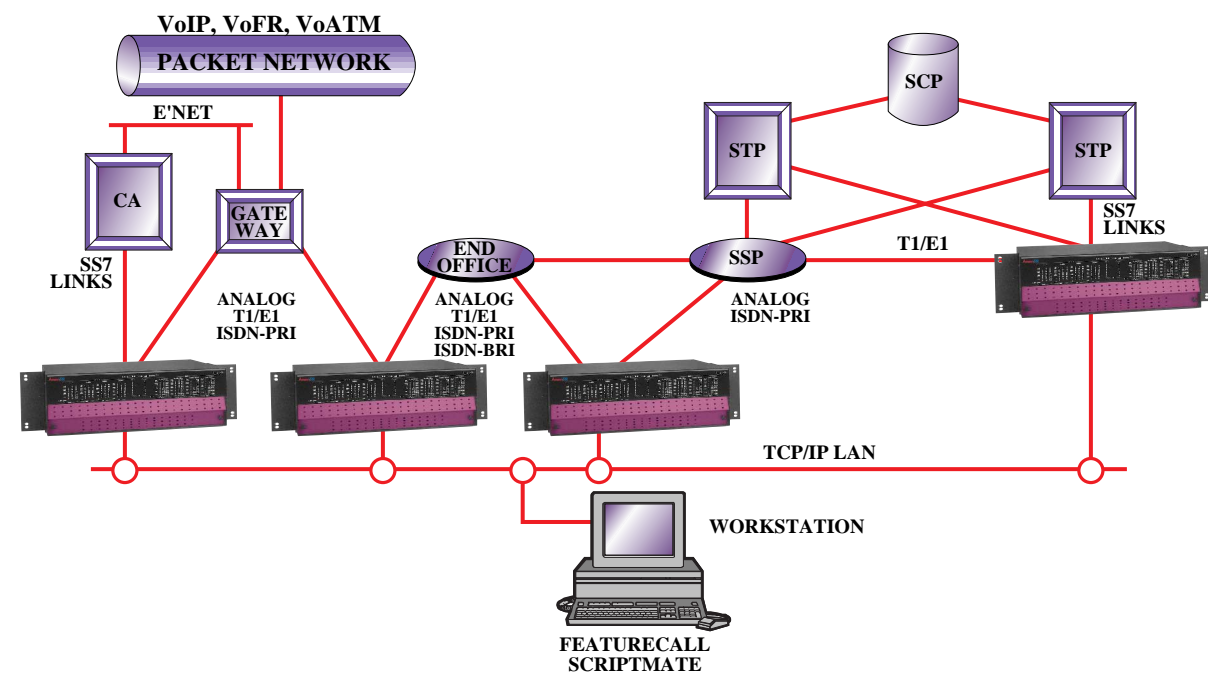 VoIP, VoFR, VoATM
PACKET NETWORK
E'NET
CA
GATE
WAY
SS7
LINKS
ANALOG
T1/E1
ISDN-PRI
END
OFFICE
ANALOG
T1/E1
ISDN-PRI
ISDN-BRI
SCP
STP
STP
SSP
ANALOG
ISDN-PRI
T1/E1
SS7
LINKS
TCP/IP LAN
WORKSTATION
FEATURECALL
SCRIPTMATE